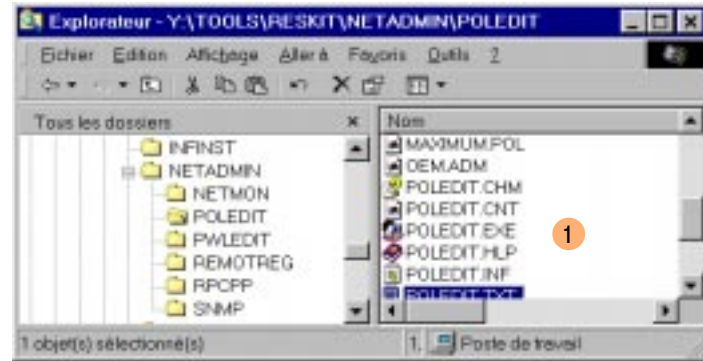 Explorateur - Y:\TOOLS\RESKIT\NETADMIN\POLEDIT
Fichier Edition Affichage Aller à Favoris Outils ?
Tous les dossiers
INFINST
NETADMIN
NETMON
POLEDIT
PWLEDIT
REMOTREG
RPCPP
SNMP
Nom
MAXIMUM.POL
OEM.ADM
POLEDIT.CHM
POLEDIT.CNT
POLEDIT.EXE
POLEDIT.HLP
POLEDIT.INF
POLEDIT.TXT
1
1 objet(s) sélectionné(s)
1.
Poste de travail